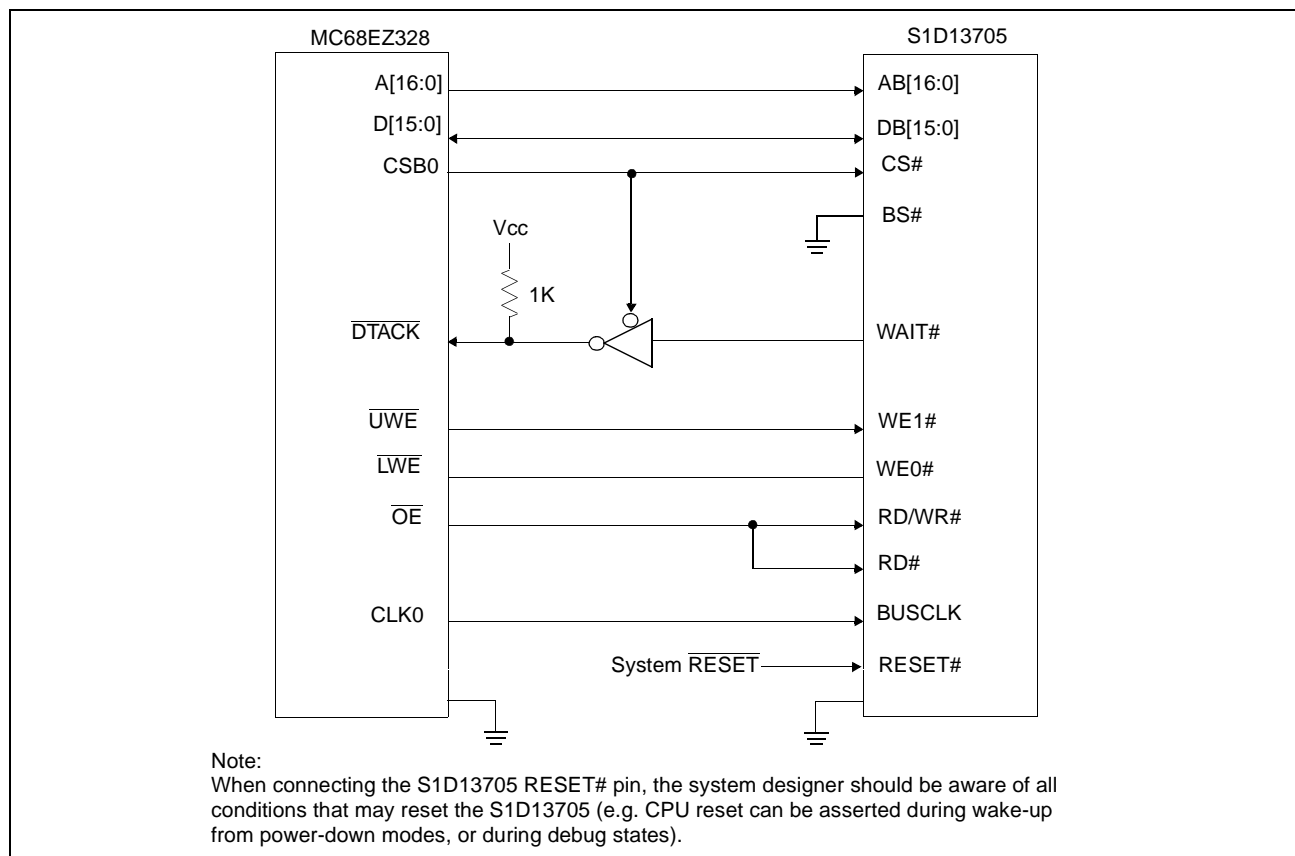 MC68EZ328 S1D13705
A[16:0] AB[16:0]
D[15:0] DB[15:0]
CSB0 CS#
BS#
Vcc
1K
DTACK WAIT#
UWE WE1#
LWE WE0#
OE RD/WR#
RD#
CLK0 BUSCLK
System RESET RESET#
Note:
When connecting the S1D13705 RESET# pin, the system designer should be aware of all
conditions that may reset the S1D13705 (e.g. CPU reset can be asserted during wake-up
from power-down modes, or during debug states).